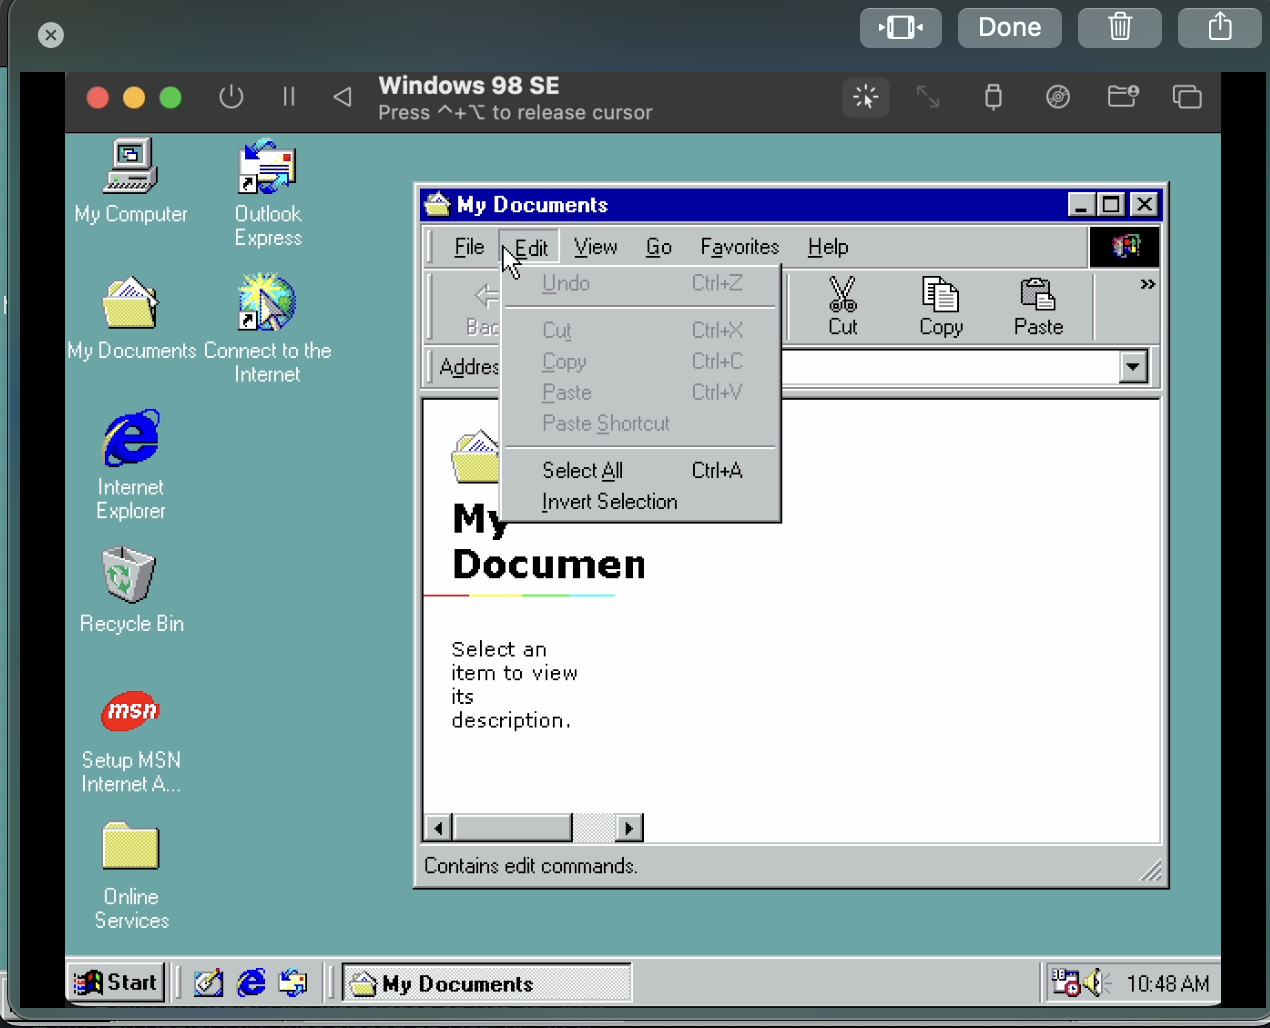 Done
Windows 98 SE
Press ^+⌥ to release cursor
My Computer
Outlook
Express
My Documents
Connect to the
Internet
Internet
Explorer
Recycle Bin
msn
Setup MSN
Internet A...
Online
Services
My Documents
File Edit View Go Favorites Help
Undo Ctrl+Z
Cut Ctrl+X
Copy Ctrl+C
Paste Ctrl+V
Paste Shortcut
Select All Ctrl+A
Invert Selection
Cut Copy Paste »
My
Documen
Select an
item to view
its
description.
Contains edit commands.
Start
My Documents
10:48 AM